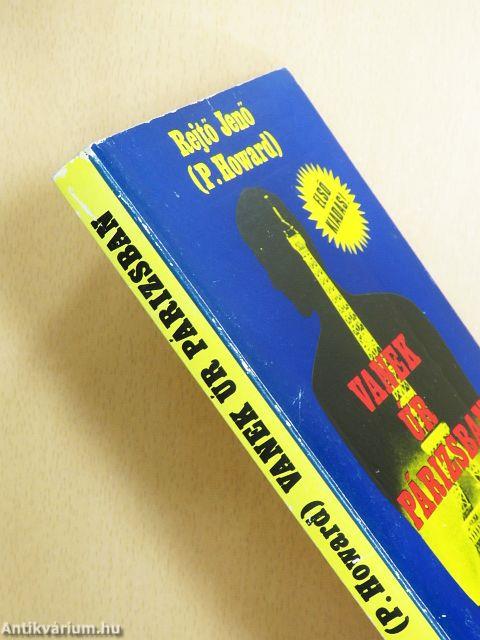 Rejtő Jenő
(P. Howard)
ELSŐ
KIADÁS!
VANEK
ÚR
PÁRIZSBAN
(P. Howard) VANEK ÚR PÁRIZSBAN
Antikvárium.hu